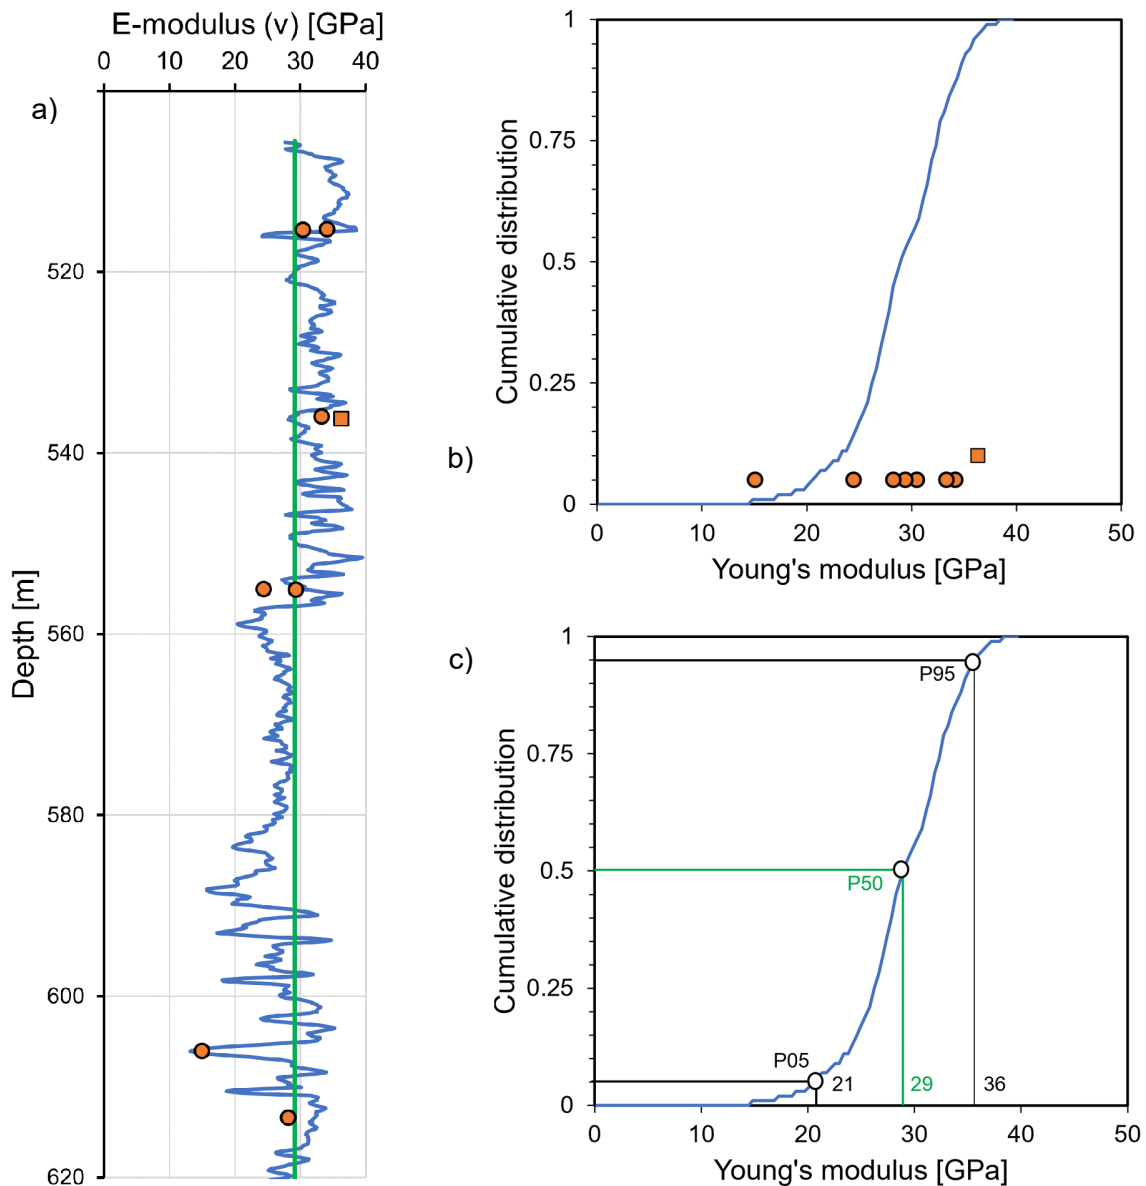 E-modulus (v) [GPa]
0 10 20 30 40
a)
520
540
560
580
600
620
Depth [m]
1
0.75
0.5
0.25
0
Cumulative distribution
b)
0 10 20 30 40 50
Young's modulus [GPa]
c)
1
0.75
0.5
0.25
0
Cumulative distribution
P95
P50
P05
21 29 36
0 10 20 30 40 50
Young's modulus [GPa]